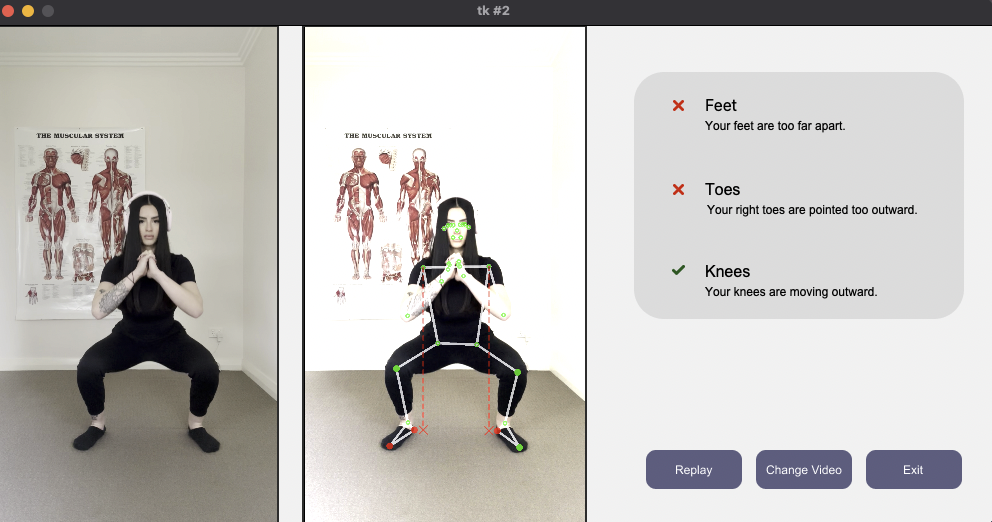 tk #2
THE MUSCULAR SYSTEM
THE MUSCULAR SYSTEM
Feet
Your feet are too far apart.
Toes
Your right toes are pointed too outward.
Knees
Your knees are moving outward.
Replay
Change Video
Exit